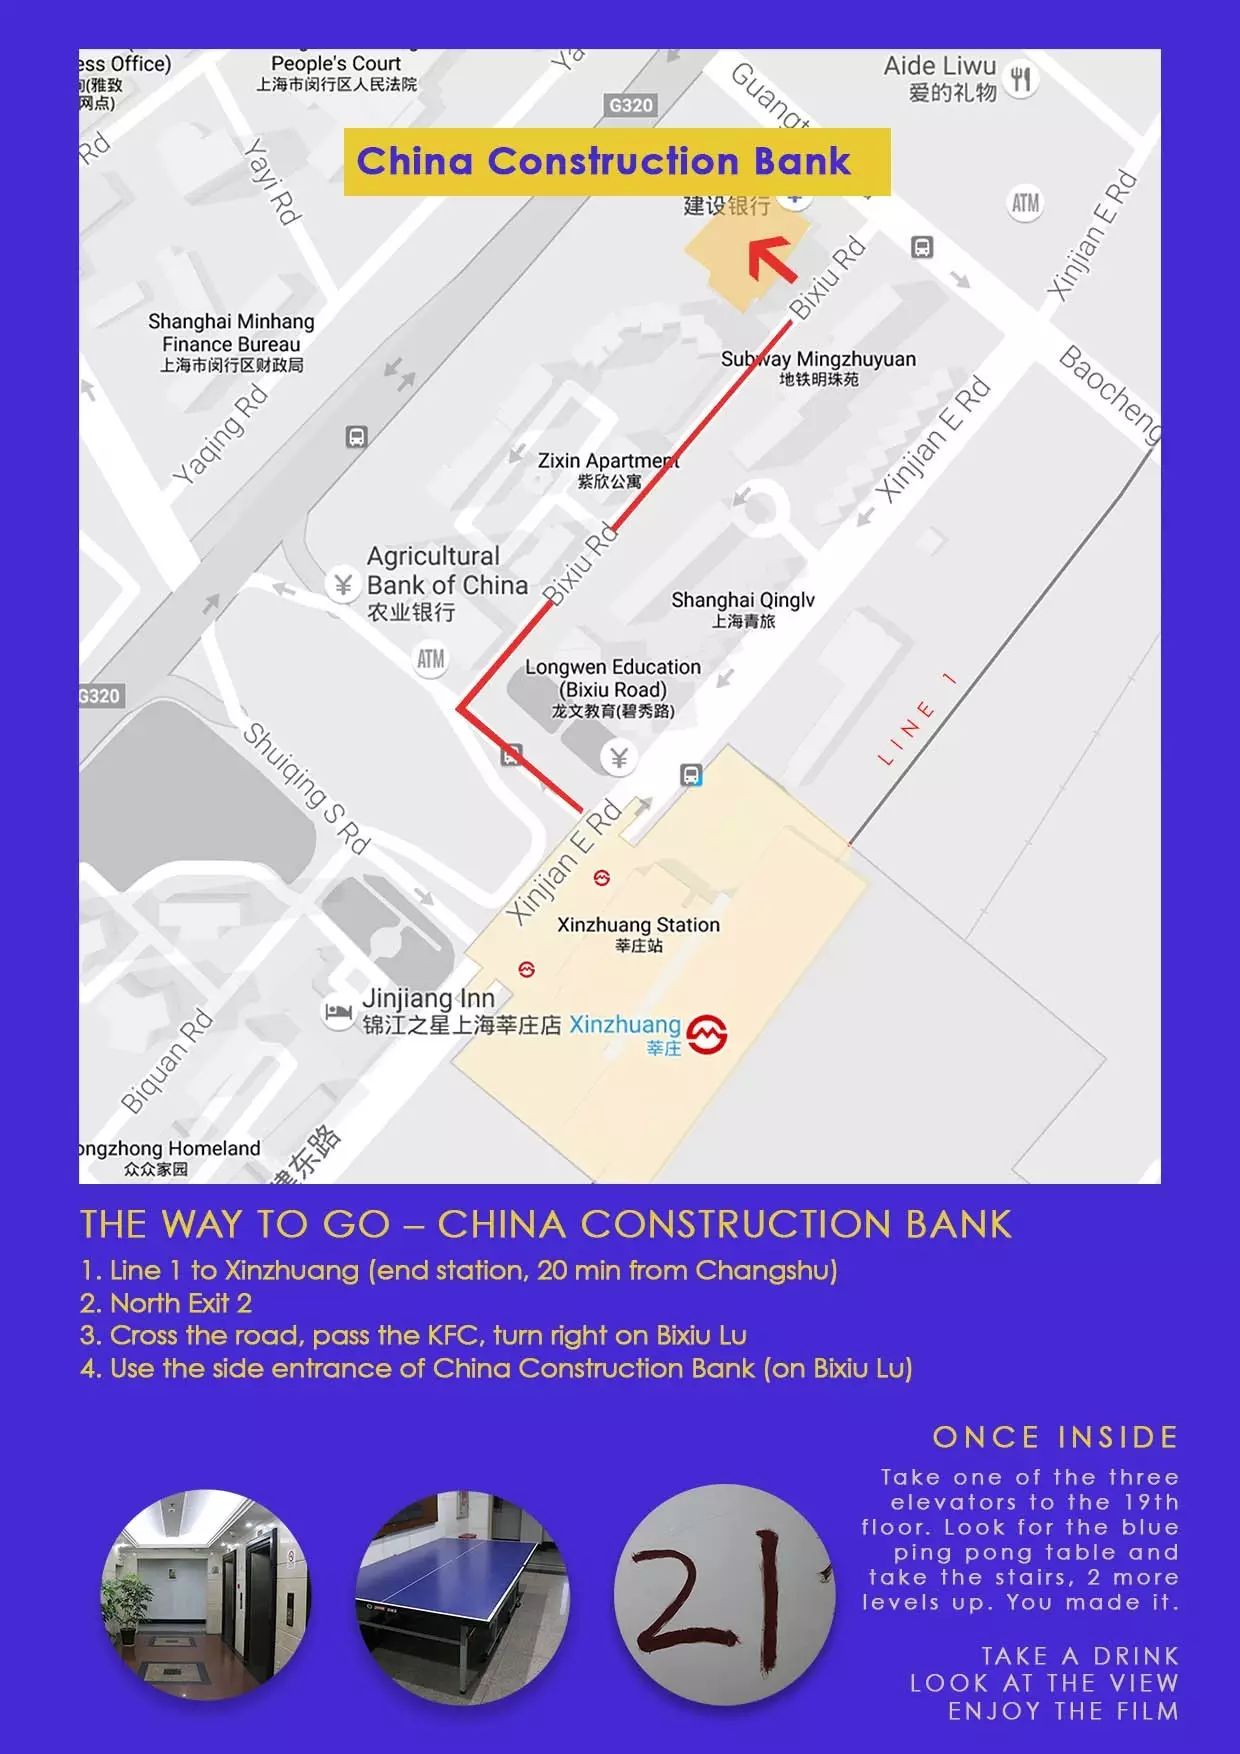 ess Office)
(雅致
网点)
People's Court
上海市闵行区人民法院
Ya
G320
Guangt
Aide Liwu
爱的礼物
China Construction Bank
建设银行
Rd
Yayi Rd
ATM
Xinjian E Rd
Bixiu Rd
Shanghai Minhang
Finance Bureau
上海市闵行区财政局
Subway Mingzhuyuan
地铁明珠苑
Baocheng
Yaqing Rd
Xinjian E Rd
Zixin Apartment
紫欣公寓
Bixiu Rd
Agricultural
Bank of China
农业银行
¥
Shanghai Qinglv
上海青旅
ATM
Longwen Education
(Bixiu Road)
龙文教育(碧秀路)
G320
LINE 1
Shuiqing S Rd
¥
Xinjian E Rd
Xinzhuang Station
莘庄站
Jinjiang Inn
锦江之星上海莘庄店
Xinzhuang
莘庄
Biquan Rd
ongzhong Homeland
众众家园
建东路
THE WAY TO GO – CHINA CONSTRUCTION BANK
1. Line 1 to Xinzhuang (end station, 20 min from Changshu)
2. North Exit 2
3. Cross the road, pass the KFC, turn right on Bixiu Lu
4. Use the side entrance of China Construction Bank (on Bixiu Lu)
ONCE INSIDE
Take one of the three
elevators to the 19th
floor. Look for the blue
ping pong table and
take the stairs, 2 more
levels up. You made it.
21
TAKE A DRINK
LOOK AT THE VIEW
ENJOY THE FILM